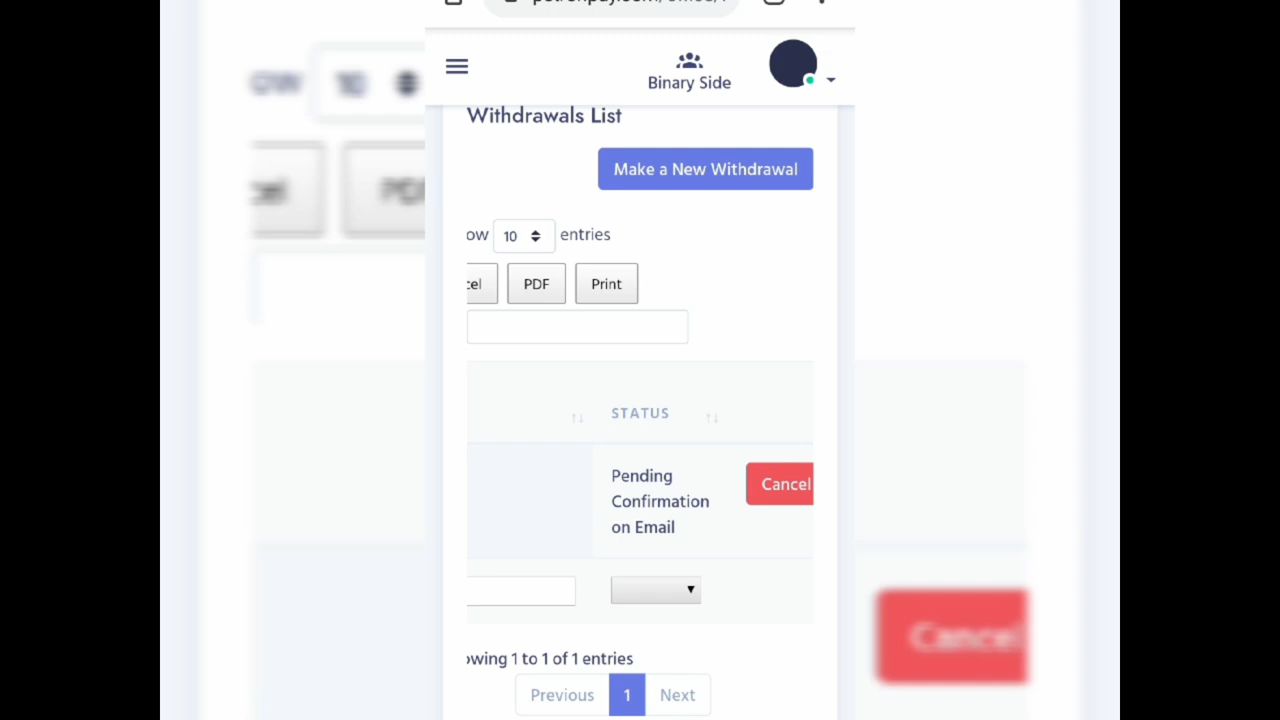 Binary Side
Withdrawals List
Make a New Withdrawal
ow 10 entries
cel PDF Print
STATUS
Pending
Confirmation
on Email
Cancel
owing 1 to 1 of 1 entries
Previous 1 Next